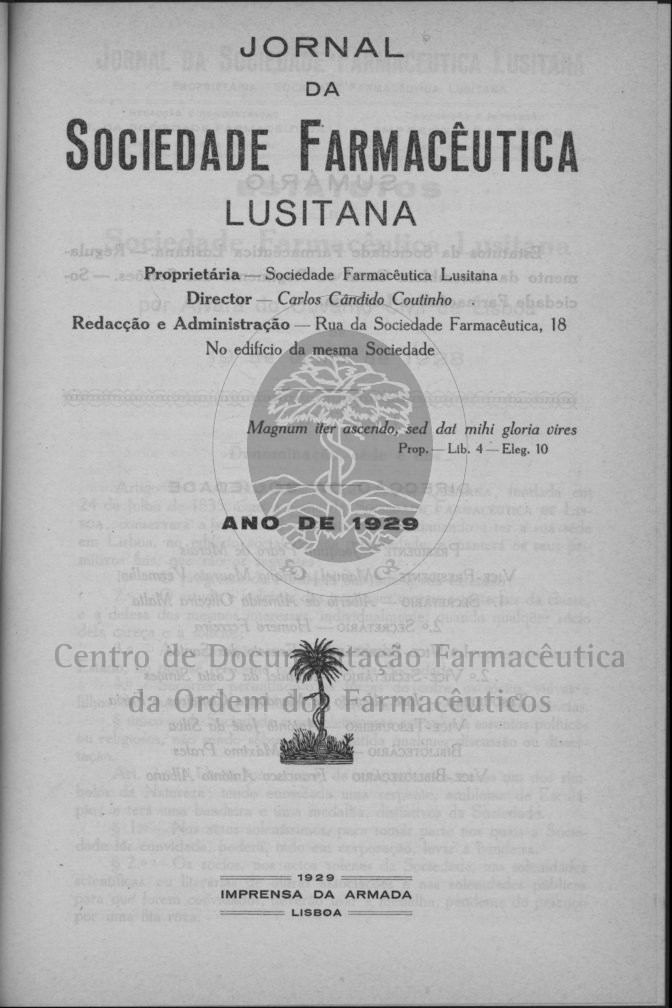 JORNAL
DA
SOCIEDADE FARMACÊUTICA
LUSITANA
Proprietária — Sociedade Farmacêutica Lusitana
Director — Carlos Cândido Coutinho
Redacção e Administração — Rua da Sociedade Farmacêutica, 18
No edifício da mesma Sociedade
Magnum iter ascendo, sed dat mihi gloria vires
Prop. — Lib. 4 — Eleg. 10
ANO DE 1929
Centro de Documentação Farmacêutica
da Ordem dos Farmacêuticos
1929
IMPRENSA DA ARMADA
LISBOA